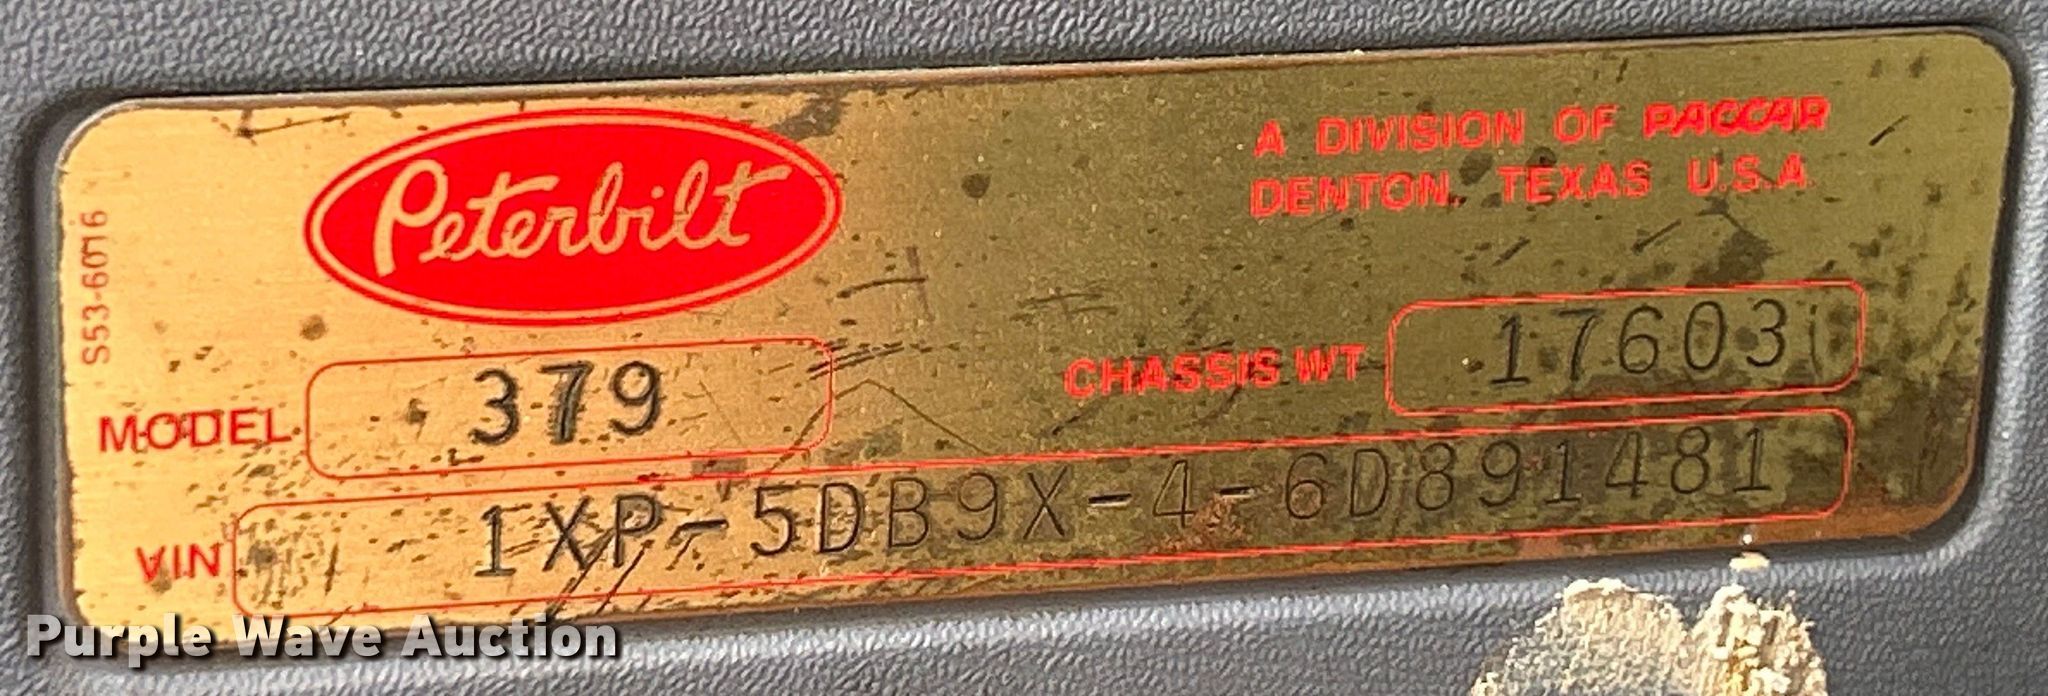 Peterbilt
A DIVISION OF PACCAR
DENTON, TEXAS U.S.A.
S53-6016
MODEL 379
CHASSIS WT 17603
VIN 1XP-5DB9X-4-6D891481
Purple Wave Auction